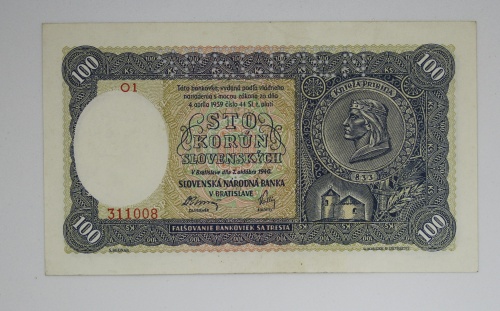 SPECIMEN
100
100
O1
KNIEŽA PRIBINA
Táto bankovka, vydaná podľa vládneho
nariadenia s mocou zákona zo dňa
4. apríla 1939 číslo 44 Sl. z. platí
STO
KORÚN
SLOVENSKÝCH
V Bratislave dňa 7. októbra 1940.
SLOVENSKÁ NÁRODNÁ BANKA
V BRATISLAVE
833
311008
100
100
FALŠOVANIE BANKOVIEK SA TRESTÁ